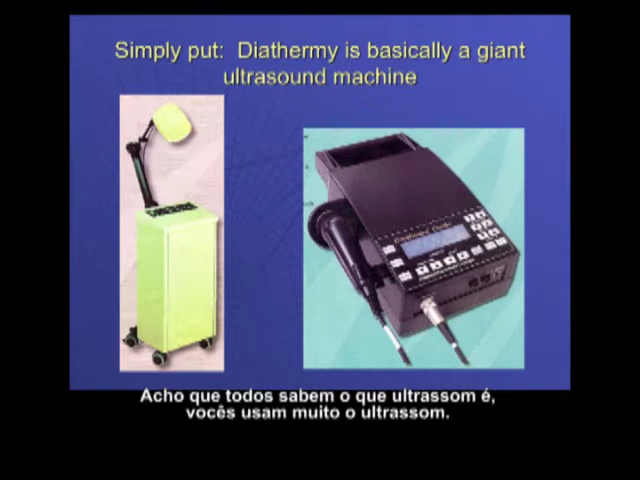 Simply put:  Diathermy is basically a giant
ultrasound machine
Acho que todos sabem o que ultrassom é,
vocês usam muito o ultrassom.